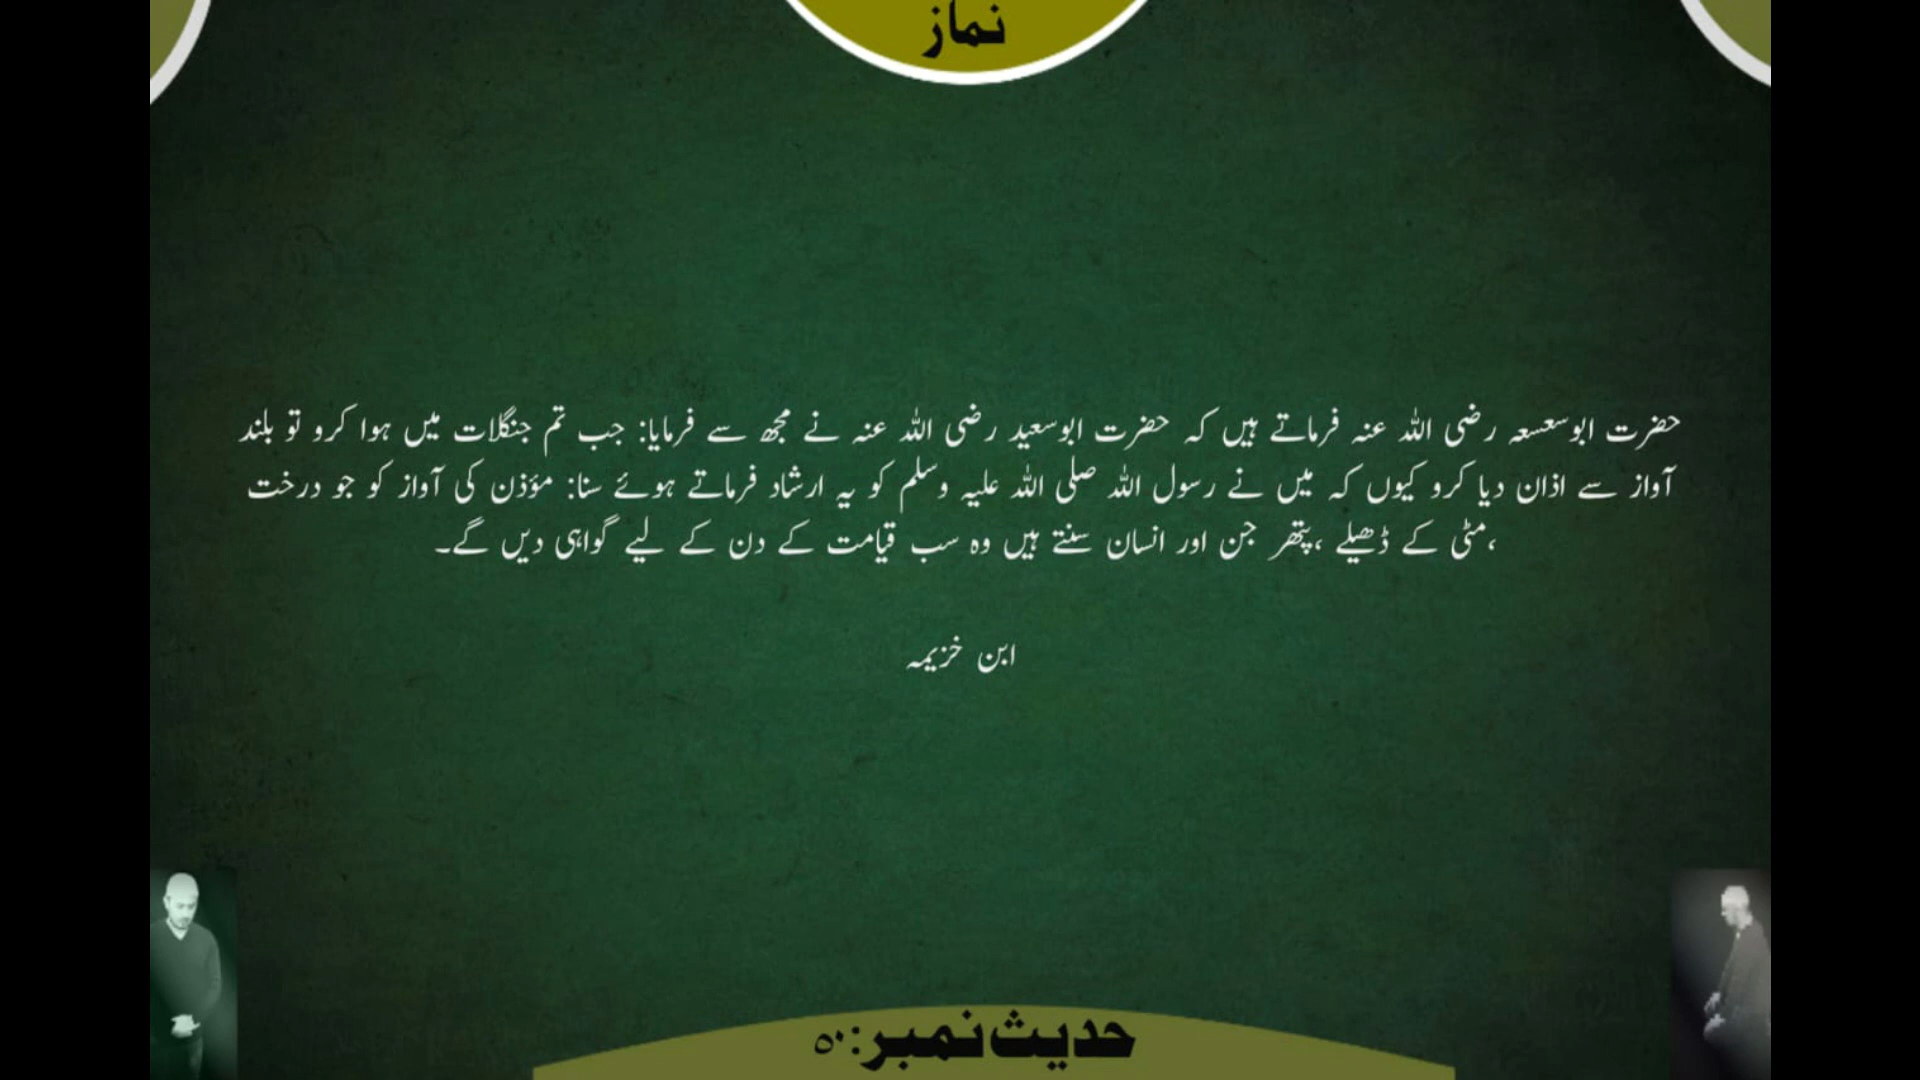 نماز
حضرت ابوسعسعہ رضی اللہ عنہ فرماتے ہیں کہ حضرت ابوسعید رضی اللہ عنہ نے مجھ سے فرمایا: جب تم جنگلات میں ہوا کرو تو بلند
آواز سے اذان دیا کرو کیوں کہ میں نے رسول اللہ صلی اللہ علیہ وسلم کو یہ ارشاد فرماتے ہوئے سنا: مؤذن کی آواز کو جو درخت
،مٹی کے ڈھیلے ،پتھر جن اور انسان سنتے ہیں وہ سب قیامت کے دن کے لیے گواہی دیں گے۔
ابن خزیمہ
حدیث نمبر: ۵۰